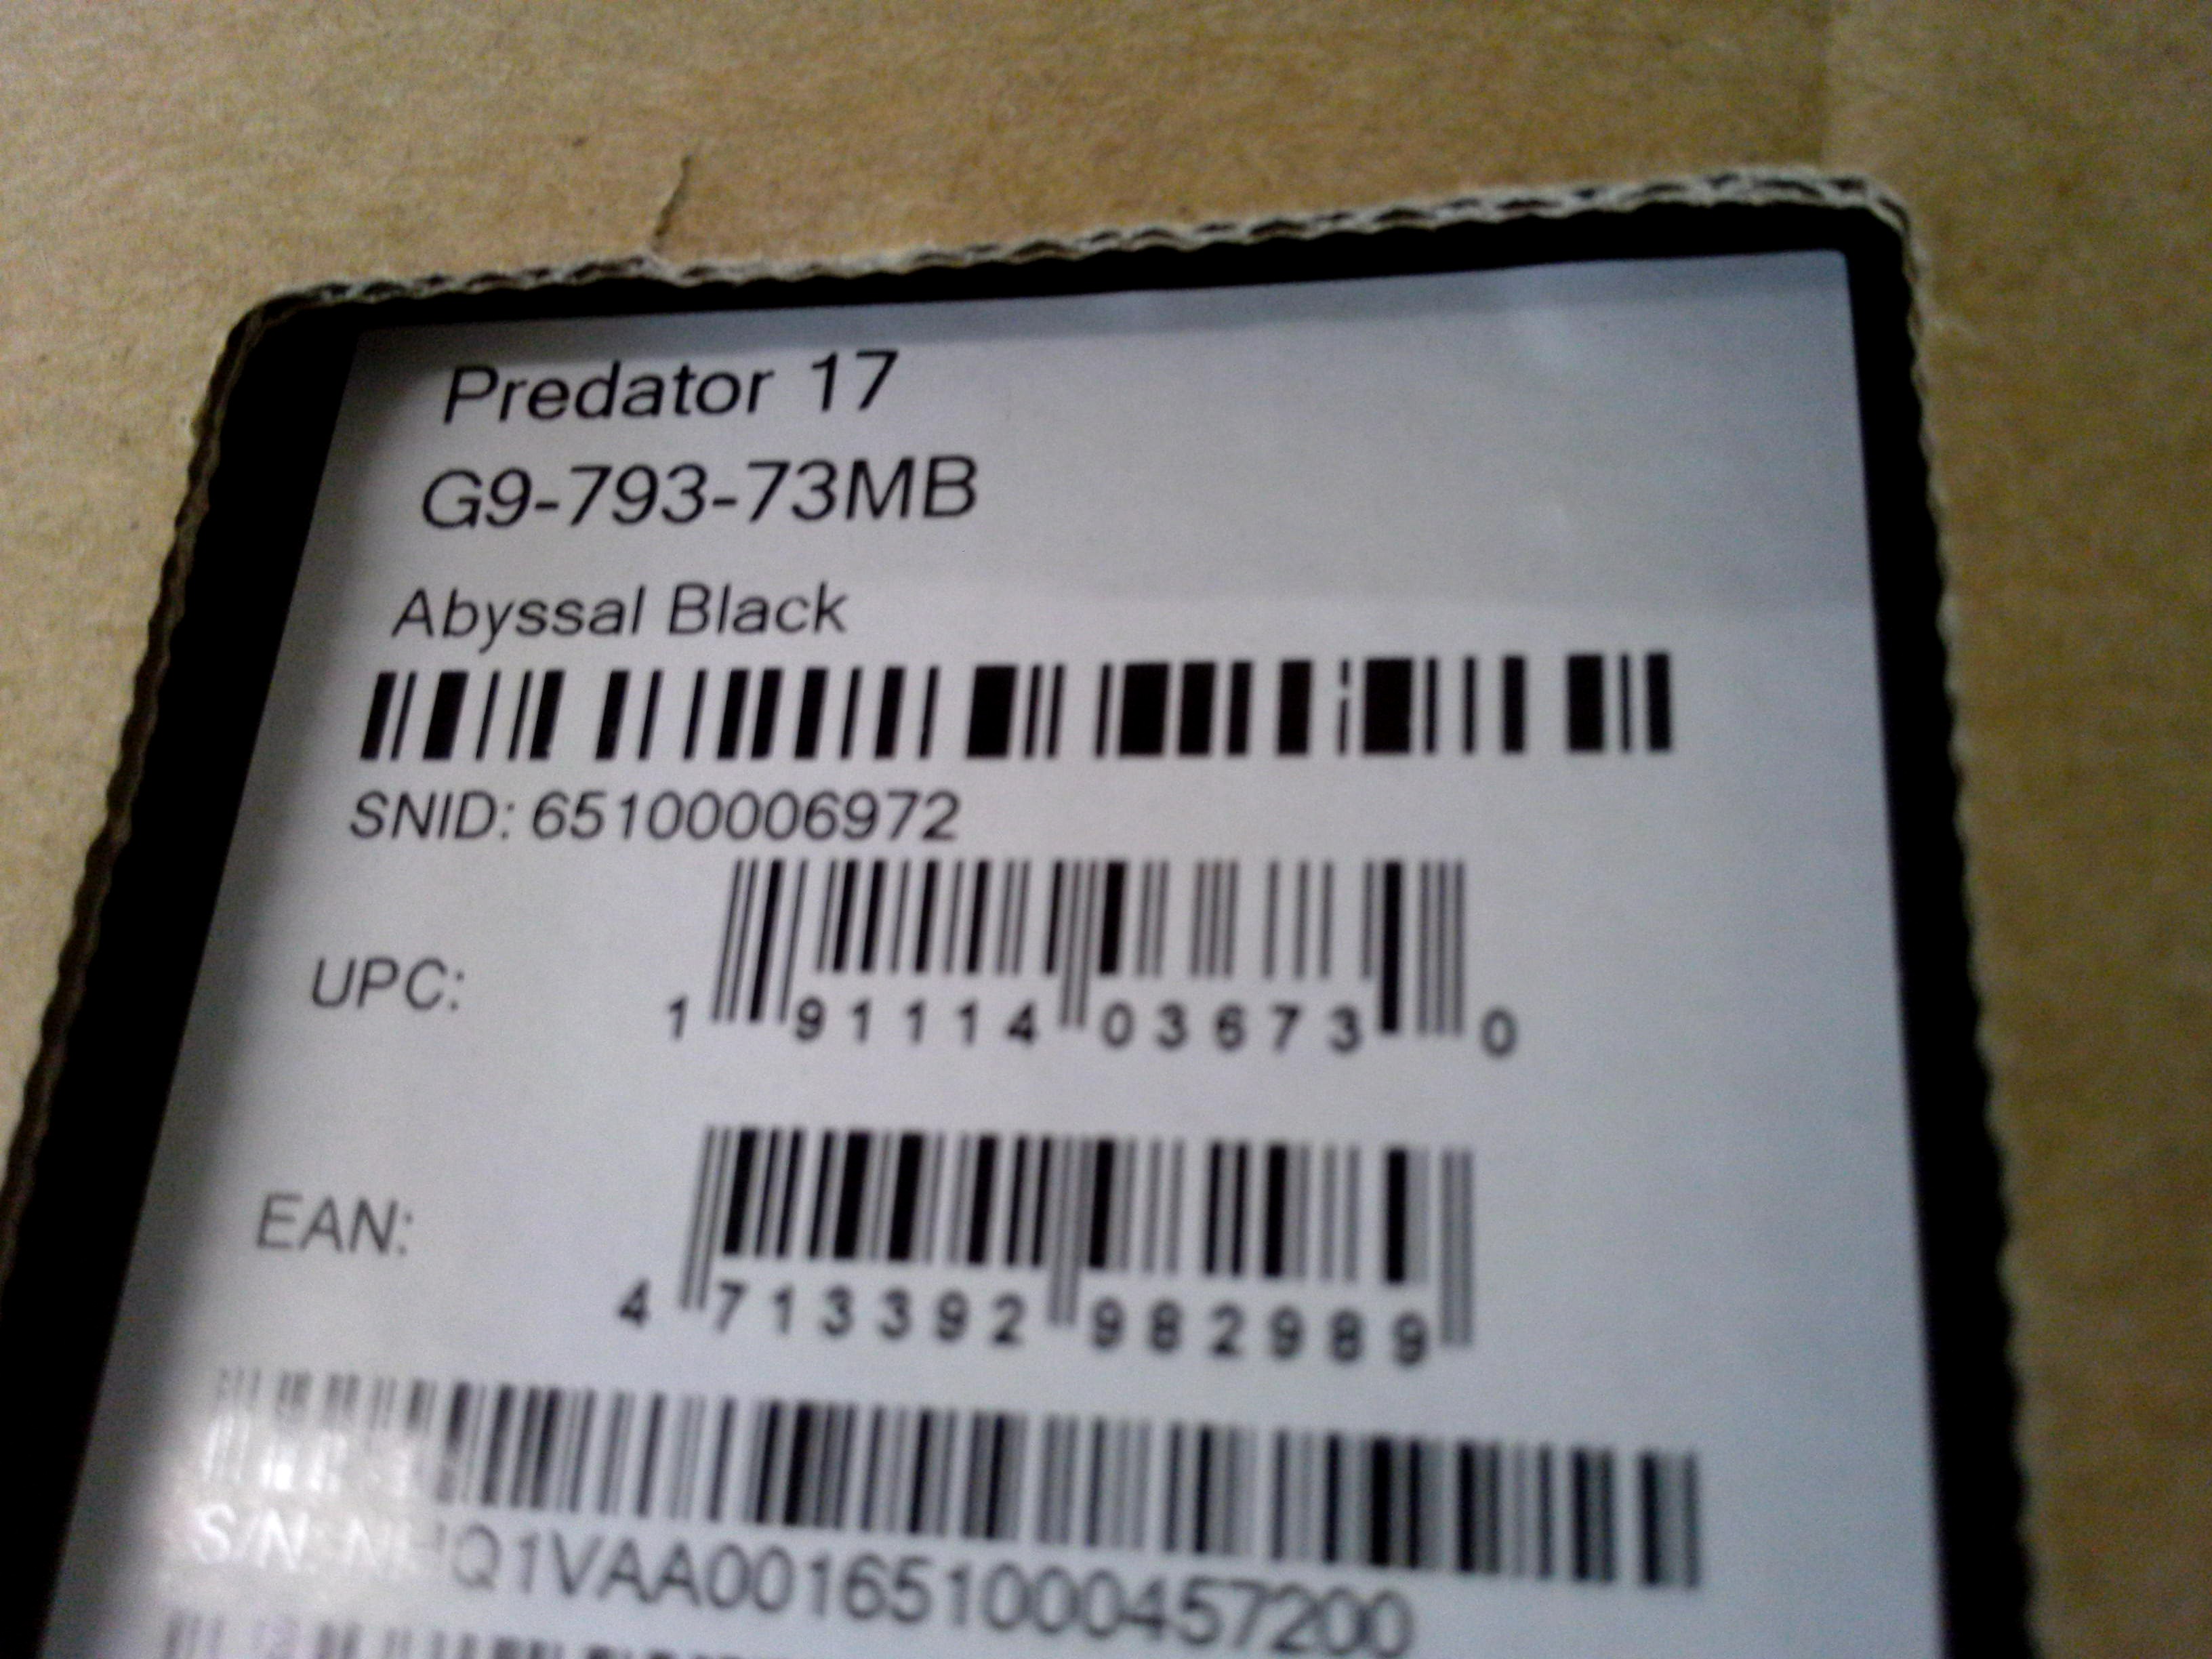 Predator 17
G9-793-73MB
Abyssal Black
SNID: 65100006972
UPC: 1 91114 03673 0
EAN: 4 713392 982989
S/N: